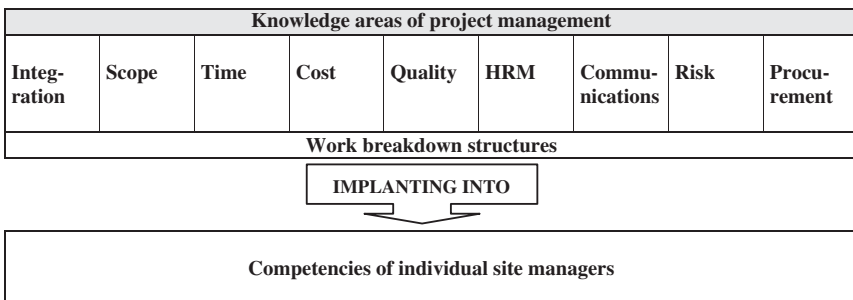 Knowledge areas of project management
Integ-
ration
Scope
Time
Cost
Quality
HRM
Commu-
nications
Risk
Procu-
rement
Work breakdown structures
IMPLANTING INTO
Competencies of individual site managers